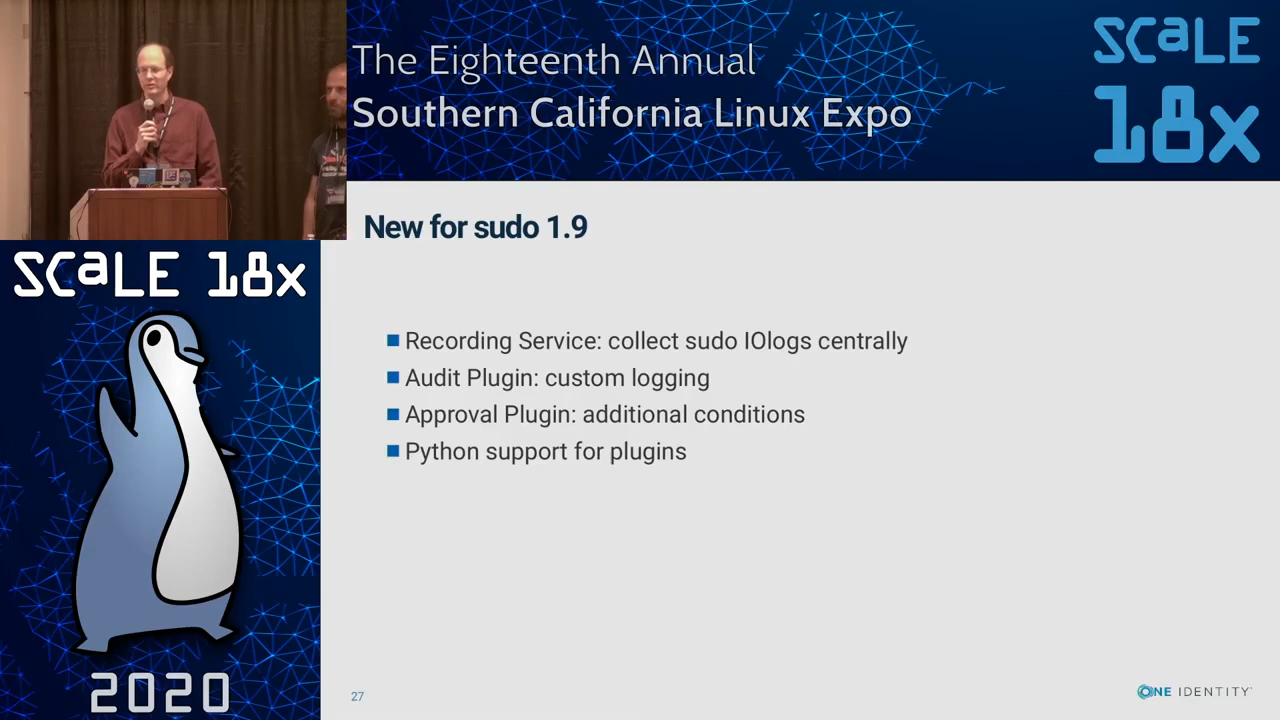 The Eighteenth Annual
Southern California Linux Expo
SCaLE
18x
New for sudo 1.9
SCaLE 18x
Recording Service: collect sudo IOlogs centrally
Audit Plugin: custom logging
Approval Plugin: additional conditions
Python support for plugins
2020
27
ONE IDENTITY